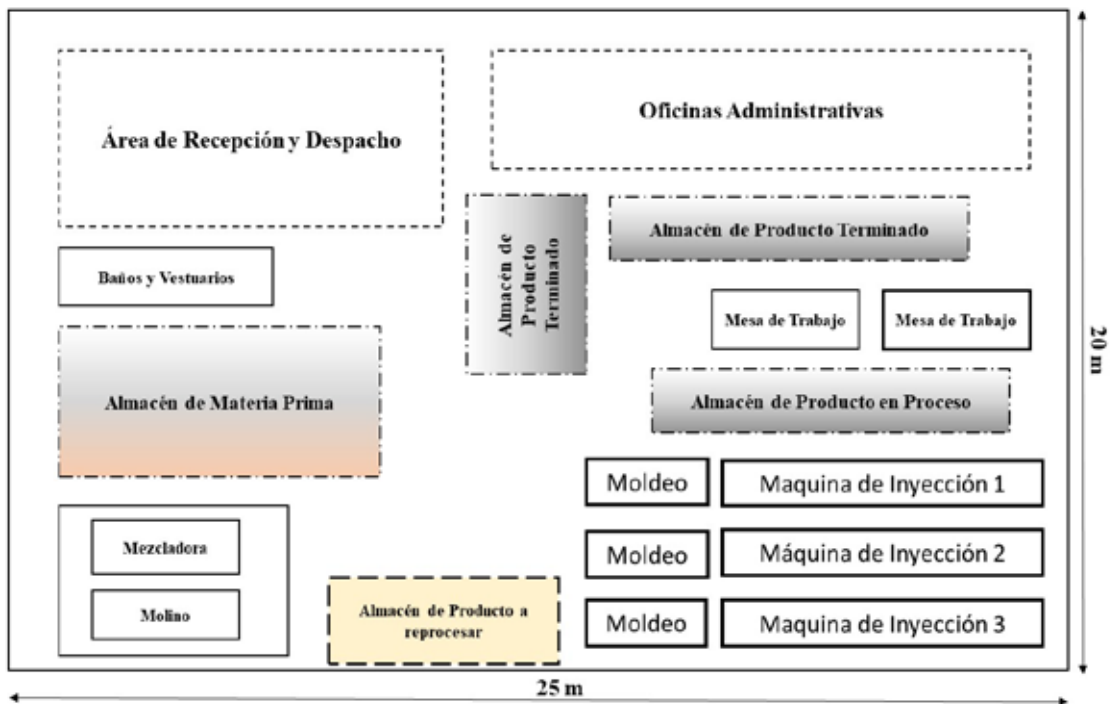 Área de Recepción y Despacho
Oficinas Administrativas
Almacén de
Producto
Terminado
Almacén de Producto Terminado
Baños y Vestuarios
Mesa de Trabajo
Mesa de Trabajo
20 m
Almacén de Materia Prima
Almacén de Producto en Proceso
Moldeo
Maquina de Inyección 1
Mezcladora
Moldeo
Máquina de Inyección 2
Molino
Almacén de Producto a
reprocesar
Moldeo
Maquina de Inyección 3
25 m